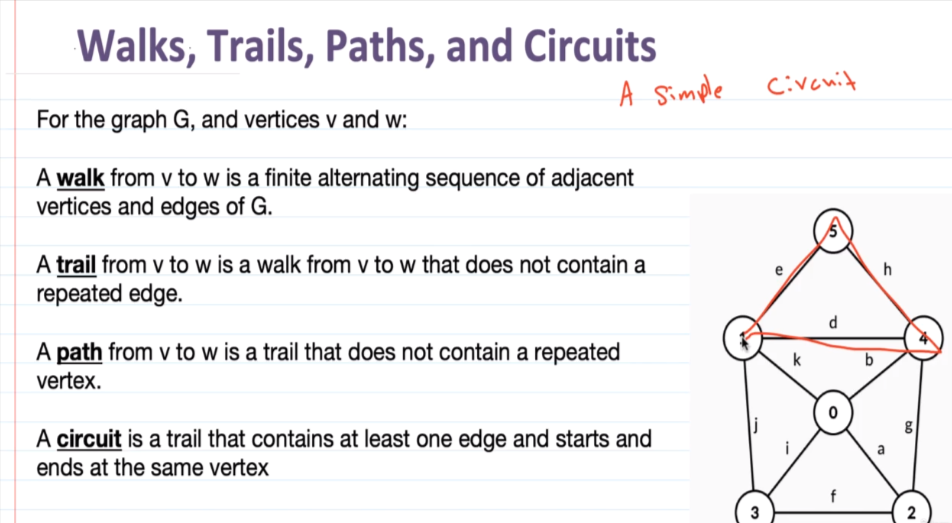 Walks, Trails, Paths, and Circuits
A simple circuit
For the graph G, and vertices v and w:
A walk from v to w is a finite alternating sequence of adjacent
vertices and edges of G.
A trail from v to w is a walk from v to w that does not contain a
repeated edge.
A path from v to w is a trail that does not contain a repeated
vertex.
A circuit is a trail that contains at least one edge and starts and
ends at the same vertex
5
e h
d
1 4
k b
0
j g
i a
f
3 2